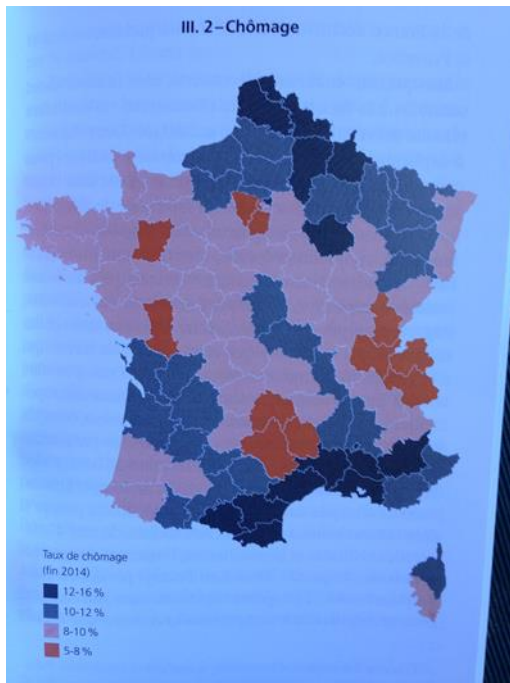 III. 2–Chômage
Taux de chômage
(fin 2014)
12-16 %
10-12 %
8-10 %
5-8 %